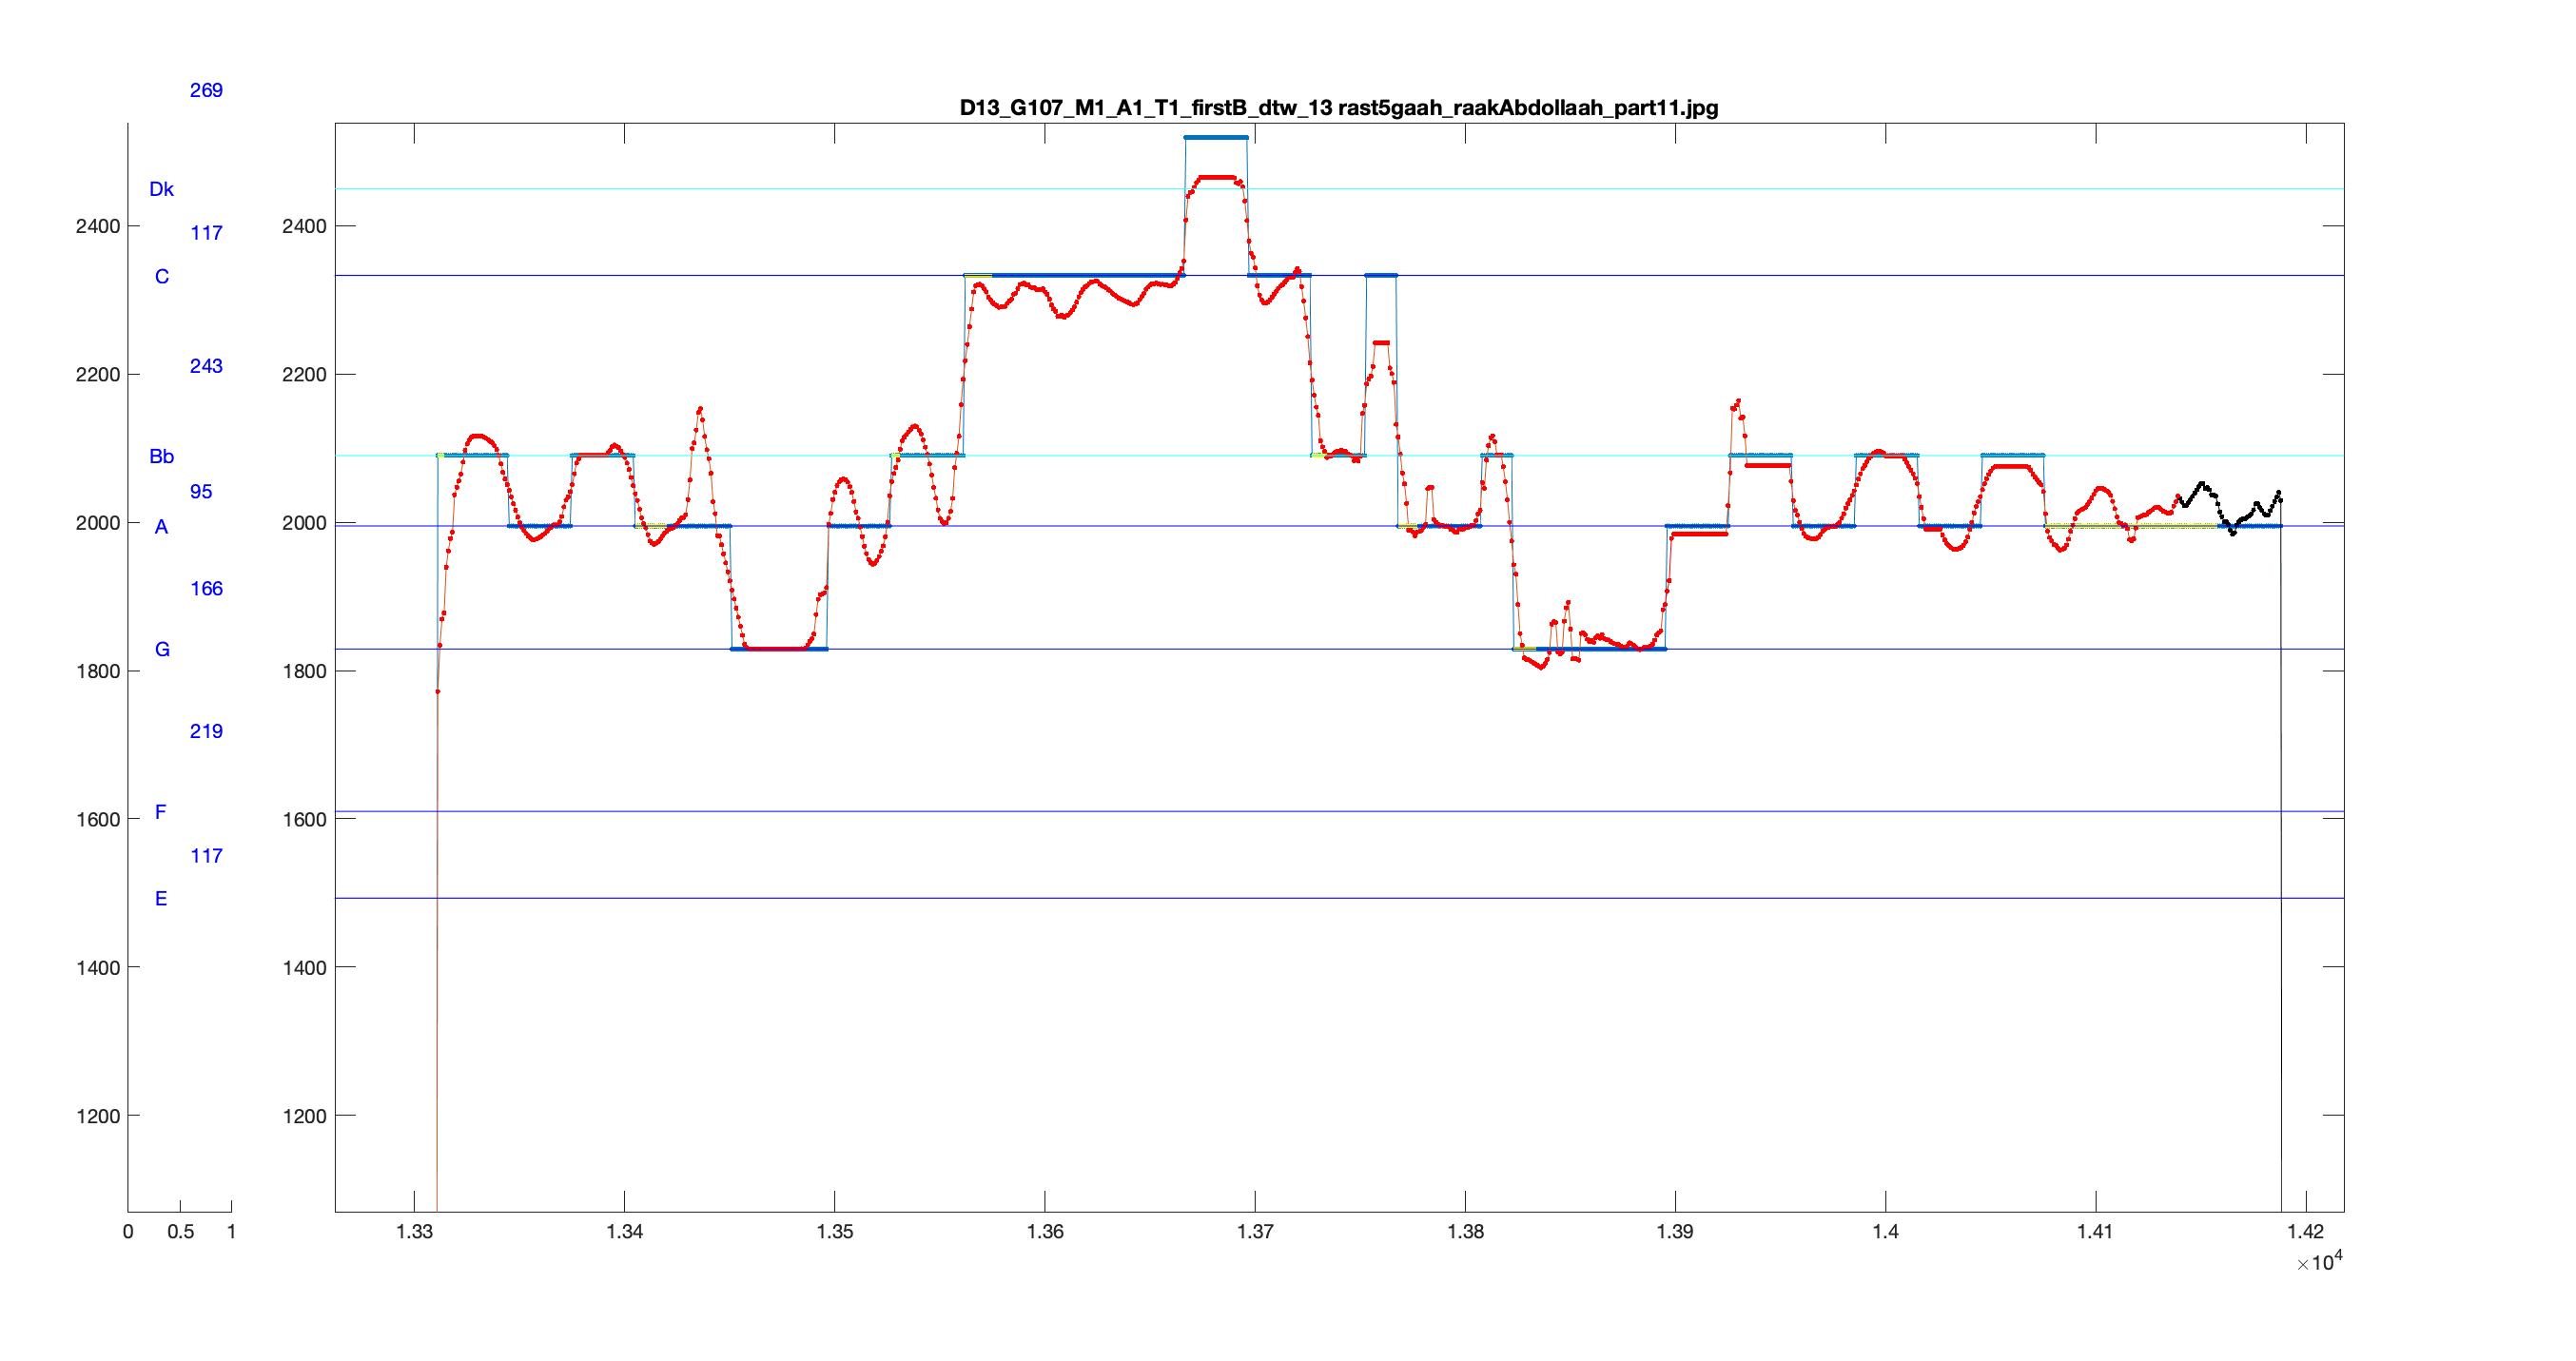 269
D13_G107_M1_A1_T1_firstB_dtw_13 rast5gaah_raakAbdollaah_part11.jpg
Dk
2400 117 2400
C
2200 243 2200
Bb
95
2000 A 2000
166
G
1800 1800
219
1600 F 1600
117
E
1400 1400
1200 1200
0 0.5 1 1.33 1.34 1.35 1.36 1.37 1.38 1.39 1.4 1.41 1.42
×10⁴